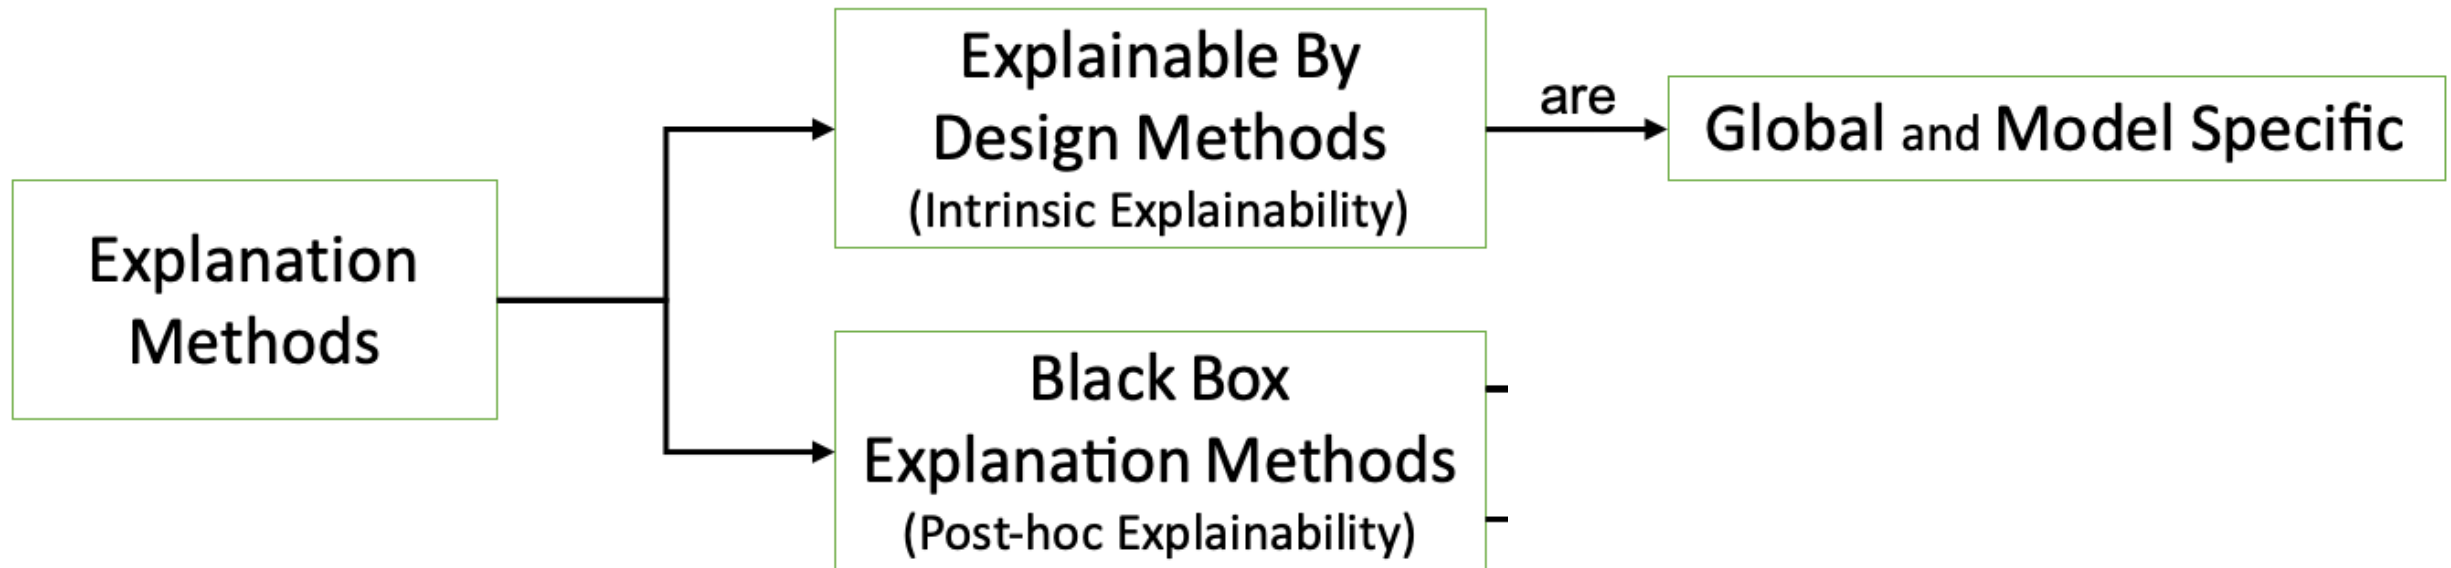 Explanation
Methods
Explainable By
Design Methods
(Intrinsic Explainability)
are
Global and Model Specific
Black Box
Explanation Methods
(Post-hoc Explainability)